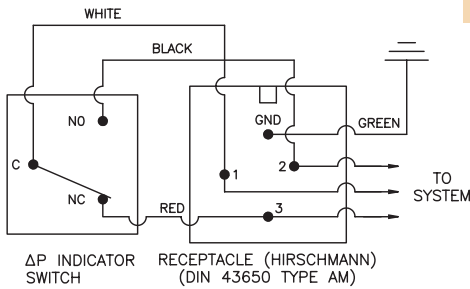 WHITE
BLACK
NO
GND
GREEN
C
1
2
TO
SYSTEM
NC
RED
3
ΔP INDICATOR
SWITCH
RECEPTACLE (HIRSCHMANN)
(DIN 43650 TYPE AM)